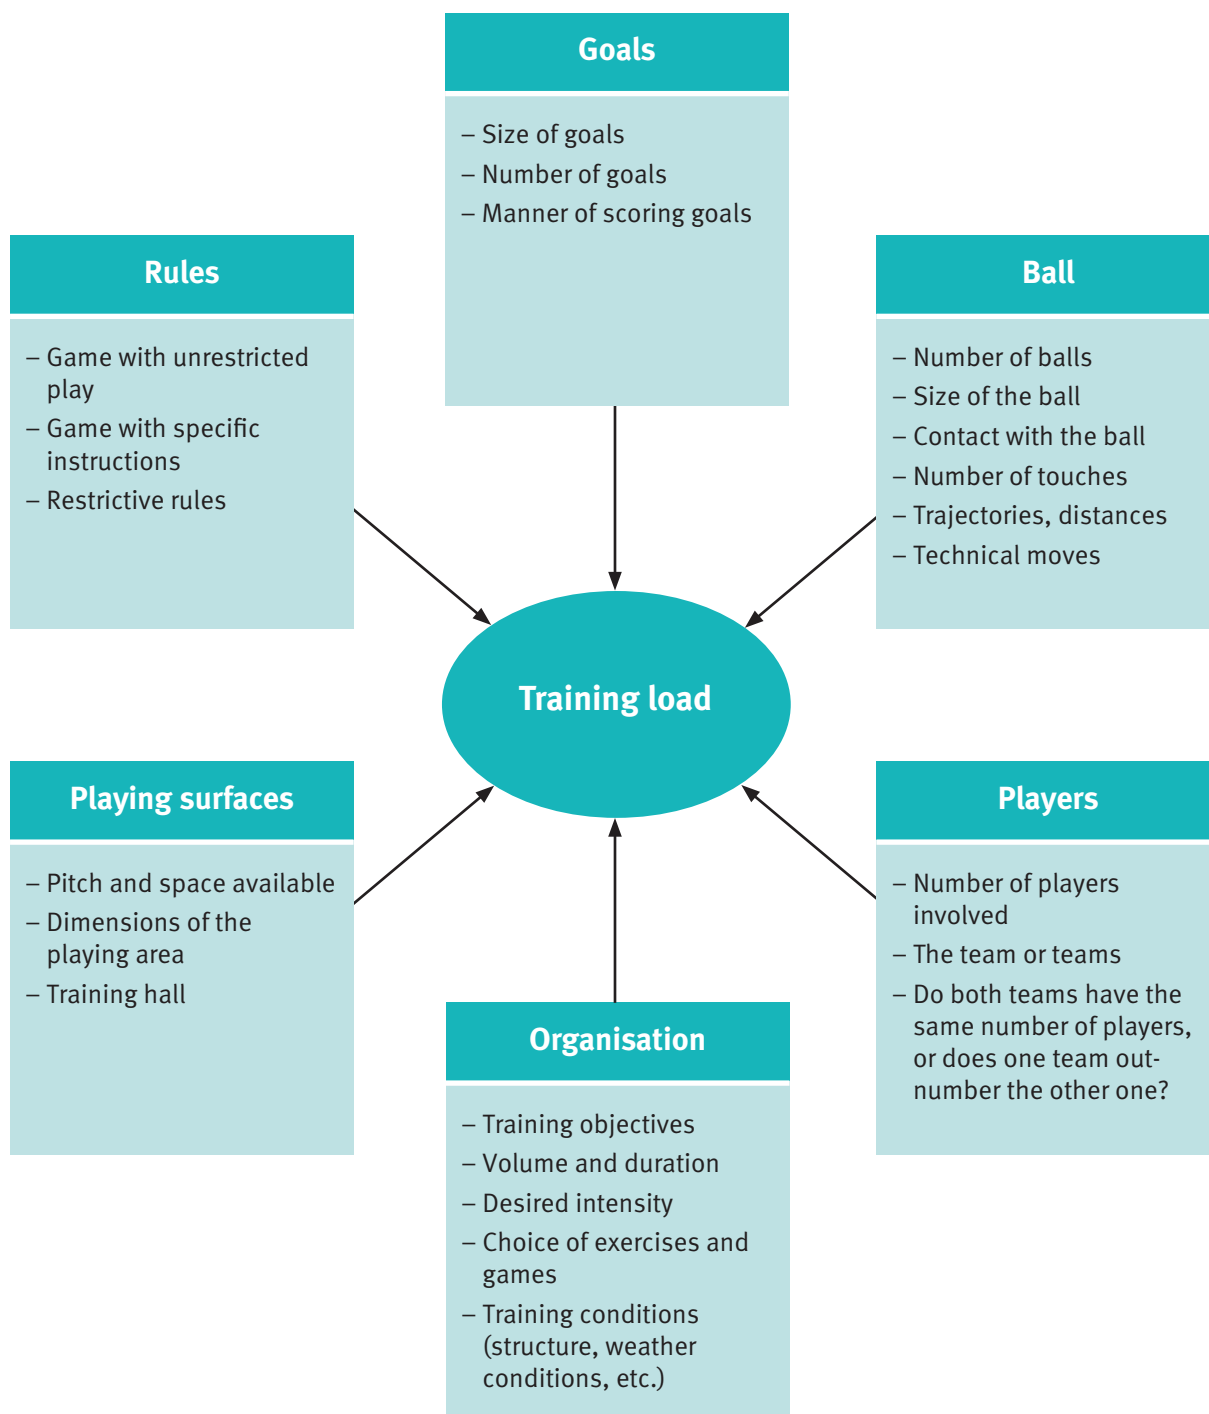 Goals
– Size of goals
– Number of goals
– Manner of scoring goals
Rules
– Game with unrestricted
play
– Game with specific
instructions
– Restrictive rules
Ball
– Number of balls
– Size of the ball
– Contact with the ball
– Number of touches
– Trajectories, distances
– Technical moves
Training load
Playing surfaces
– Pitch and space available
– Dimensions of the
playing area
– Training hall
Players
– Number of players
involved
– The team or teams
– Do both teams have the
same number of players,
or does one team out-
number the other one?
Organisation
– Training objectives
– Volume and duration
– Desired intensity
– Choice of exercises and
games
– Training conditions
(structure, weather
conditions, etc.)